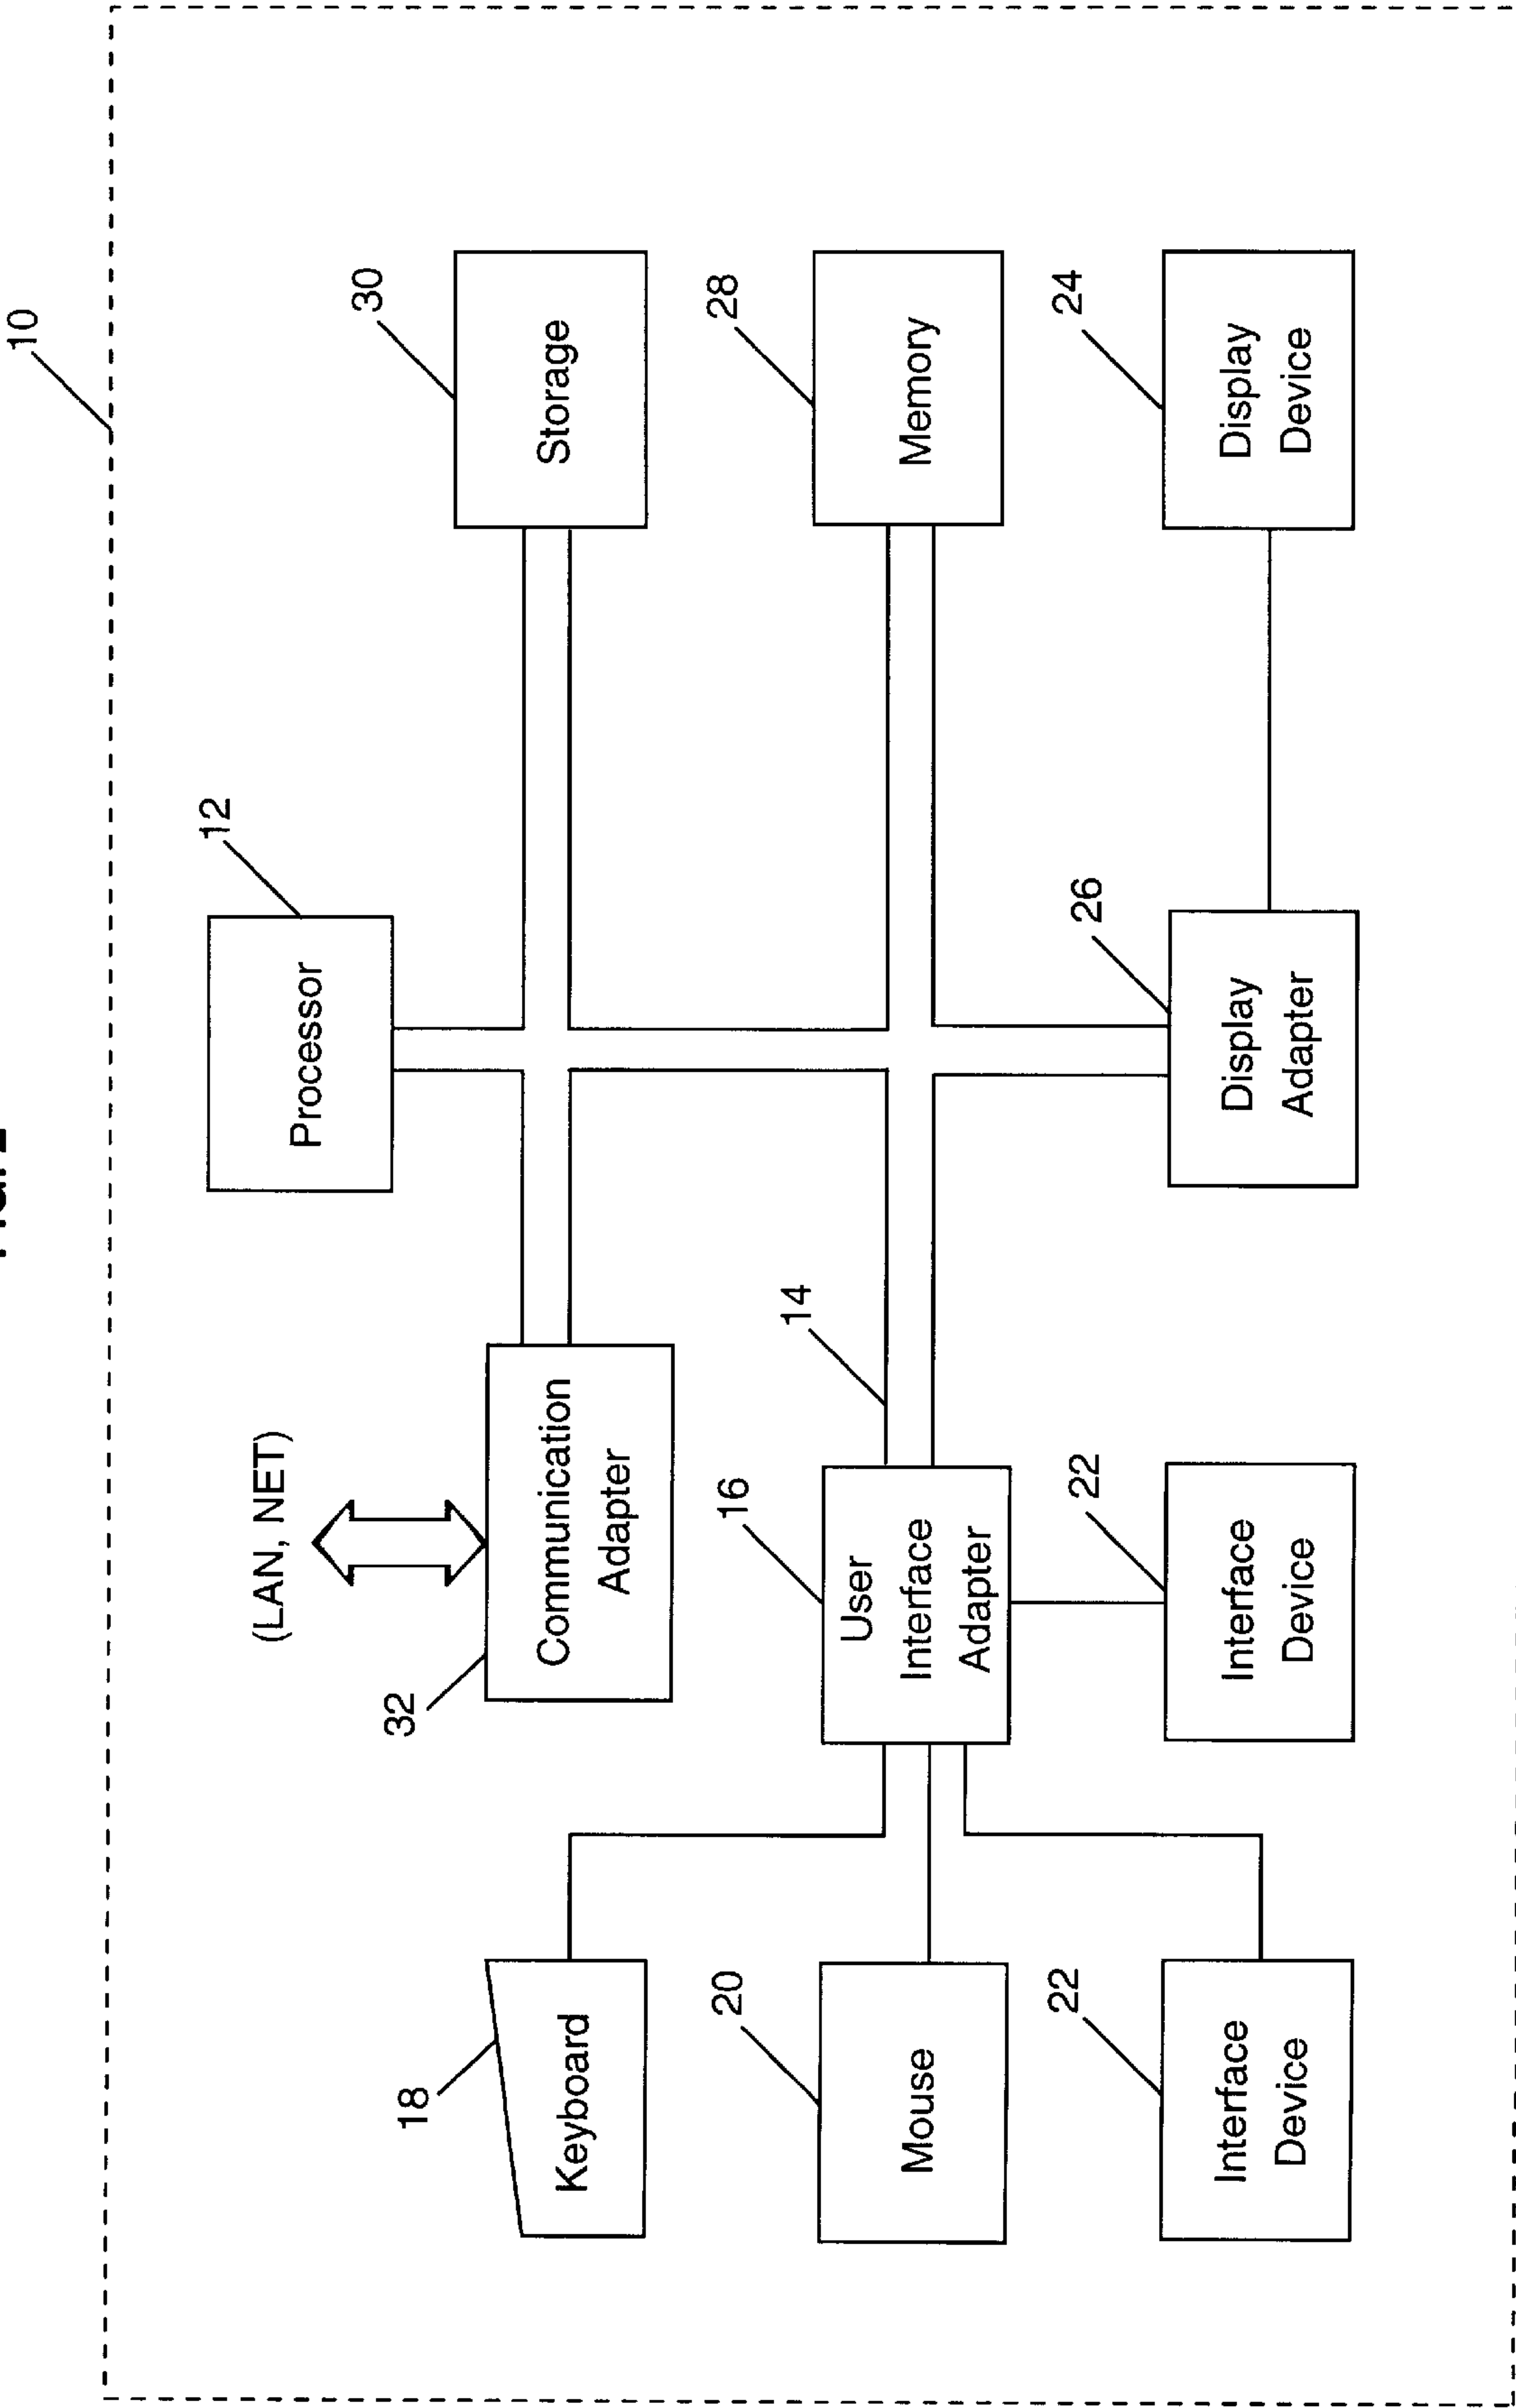 10
12
Processor
30
Storage
(LAN, NET)
32
Communication
Adapter
18
Keyboard
14
28
Memory
16
User
Interface
Adapter
20
Mouse
26
Display
Adapter
24
Display
Device
22
Interface
Device
22
Interface
Device